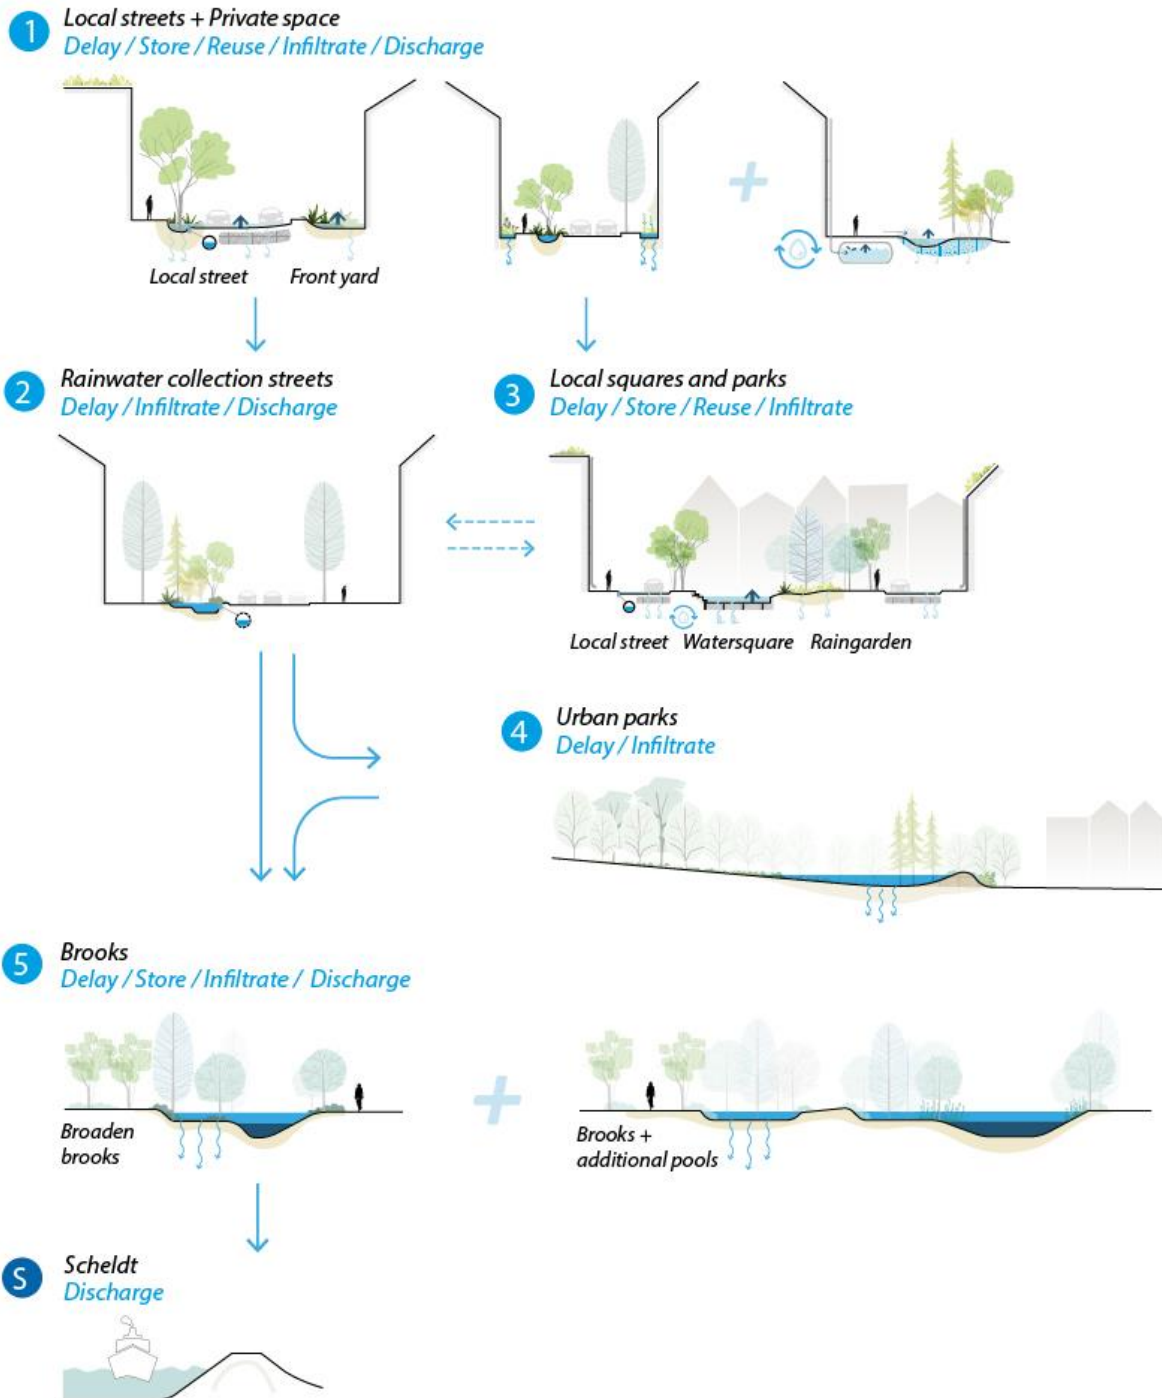 1 Local streets + Private space
Delay / Store / Reuse / Infiltrate / Discharge
Local street Front yard
2 Rainwater collection streets
Delay / Infiltrate / Discharge
3 Local squares and parks
Delay / Store / Reuse / Infiltrate
Local street Watersquare Raingarden
4 Urban parks
Delay / Infiltrate
5 Brooks
Delay / Store / Infiltrate / Discharge
Broaden
brooks
Brooks +
additional pools
S Scheldt
Discharge